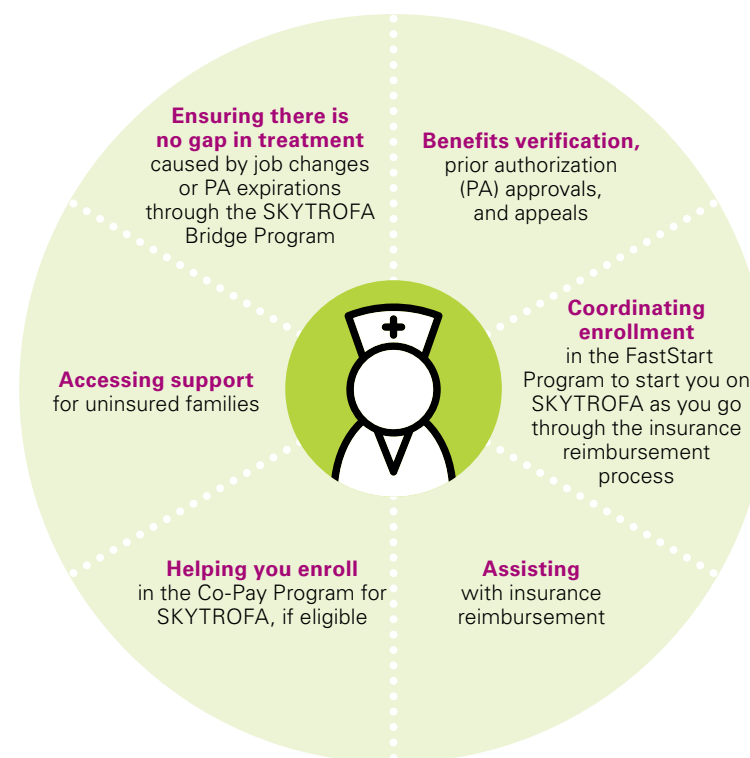 Ensuring there is
no gap in treatment
caused by job changes
or PA expirations
through the SKYTROFA
Bridge Program
Benefits verification,
prior authorization
(PA) approvals,
and appeals
Coordinating
enrollment
in the FastStart
Program to start you on
SKYTROFA as you go
through the insurance
reimbursement
process
Accessing support
for uninsured families
Helping you enroll
in the Co-Pay Program for
SKYTROFA, if eligible
Assisting
with insurance
reimbursement